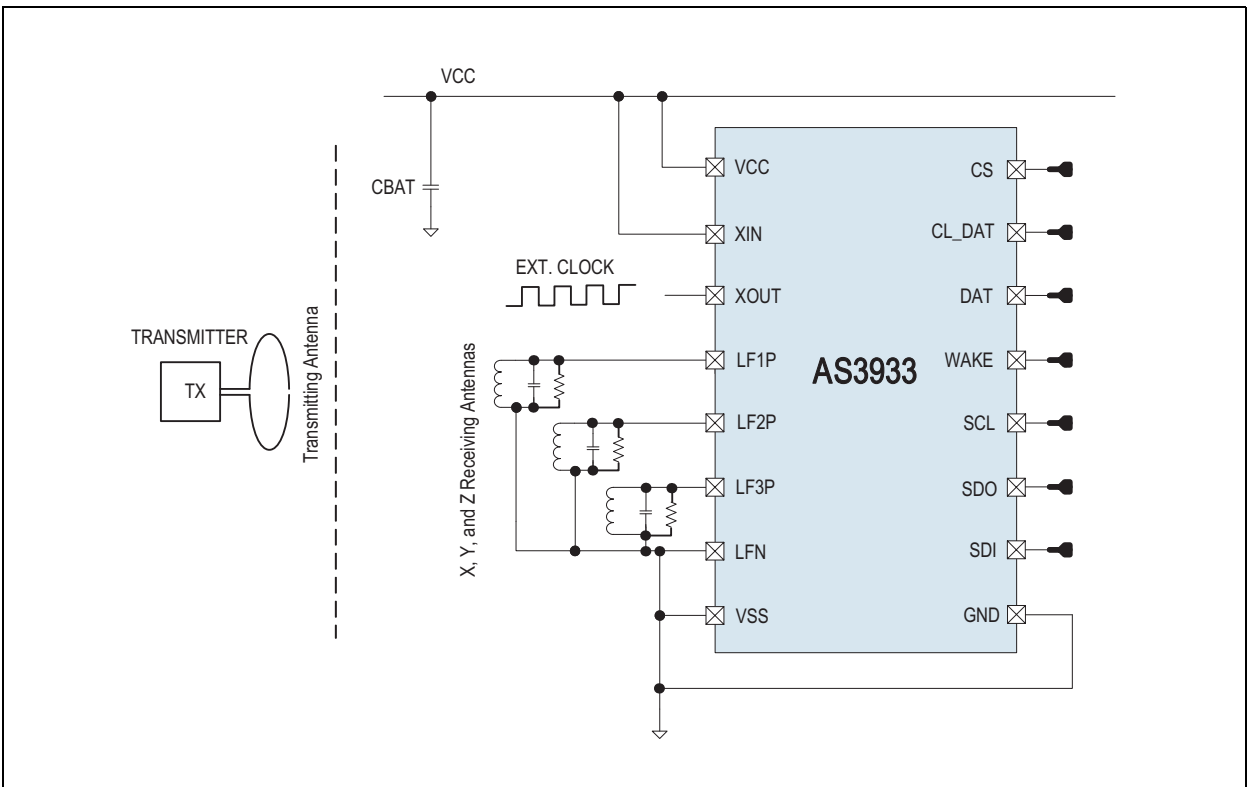 VCC
CBAT
EXT. CLOCK
TRANSMITTER
TX
Transmitting Antenna
X, Y, and Z Receiving Antennas
AS3933
VCC
XIN
XOUT
LF1P
LF2P
LF3P
LFN
VSS
CS
CL_DAT
DAT
WAKE
SCL
SDO
SDI
GND